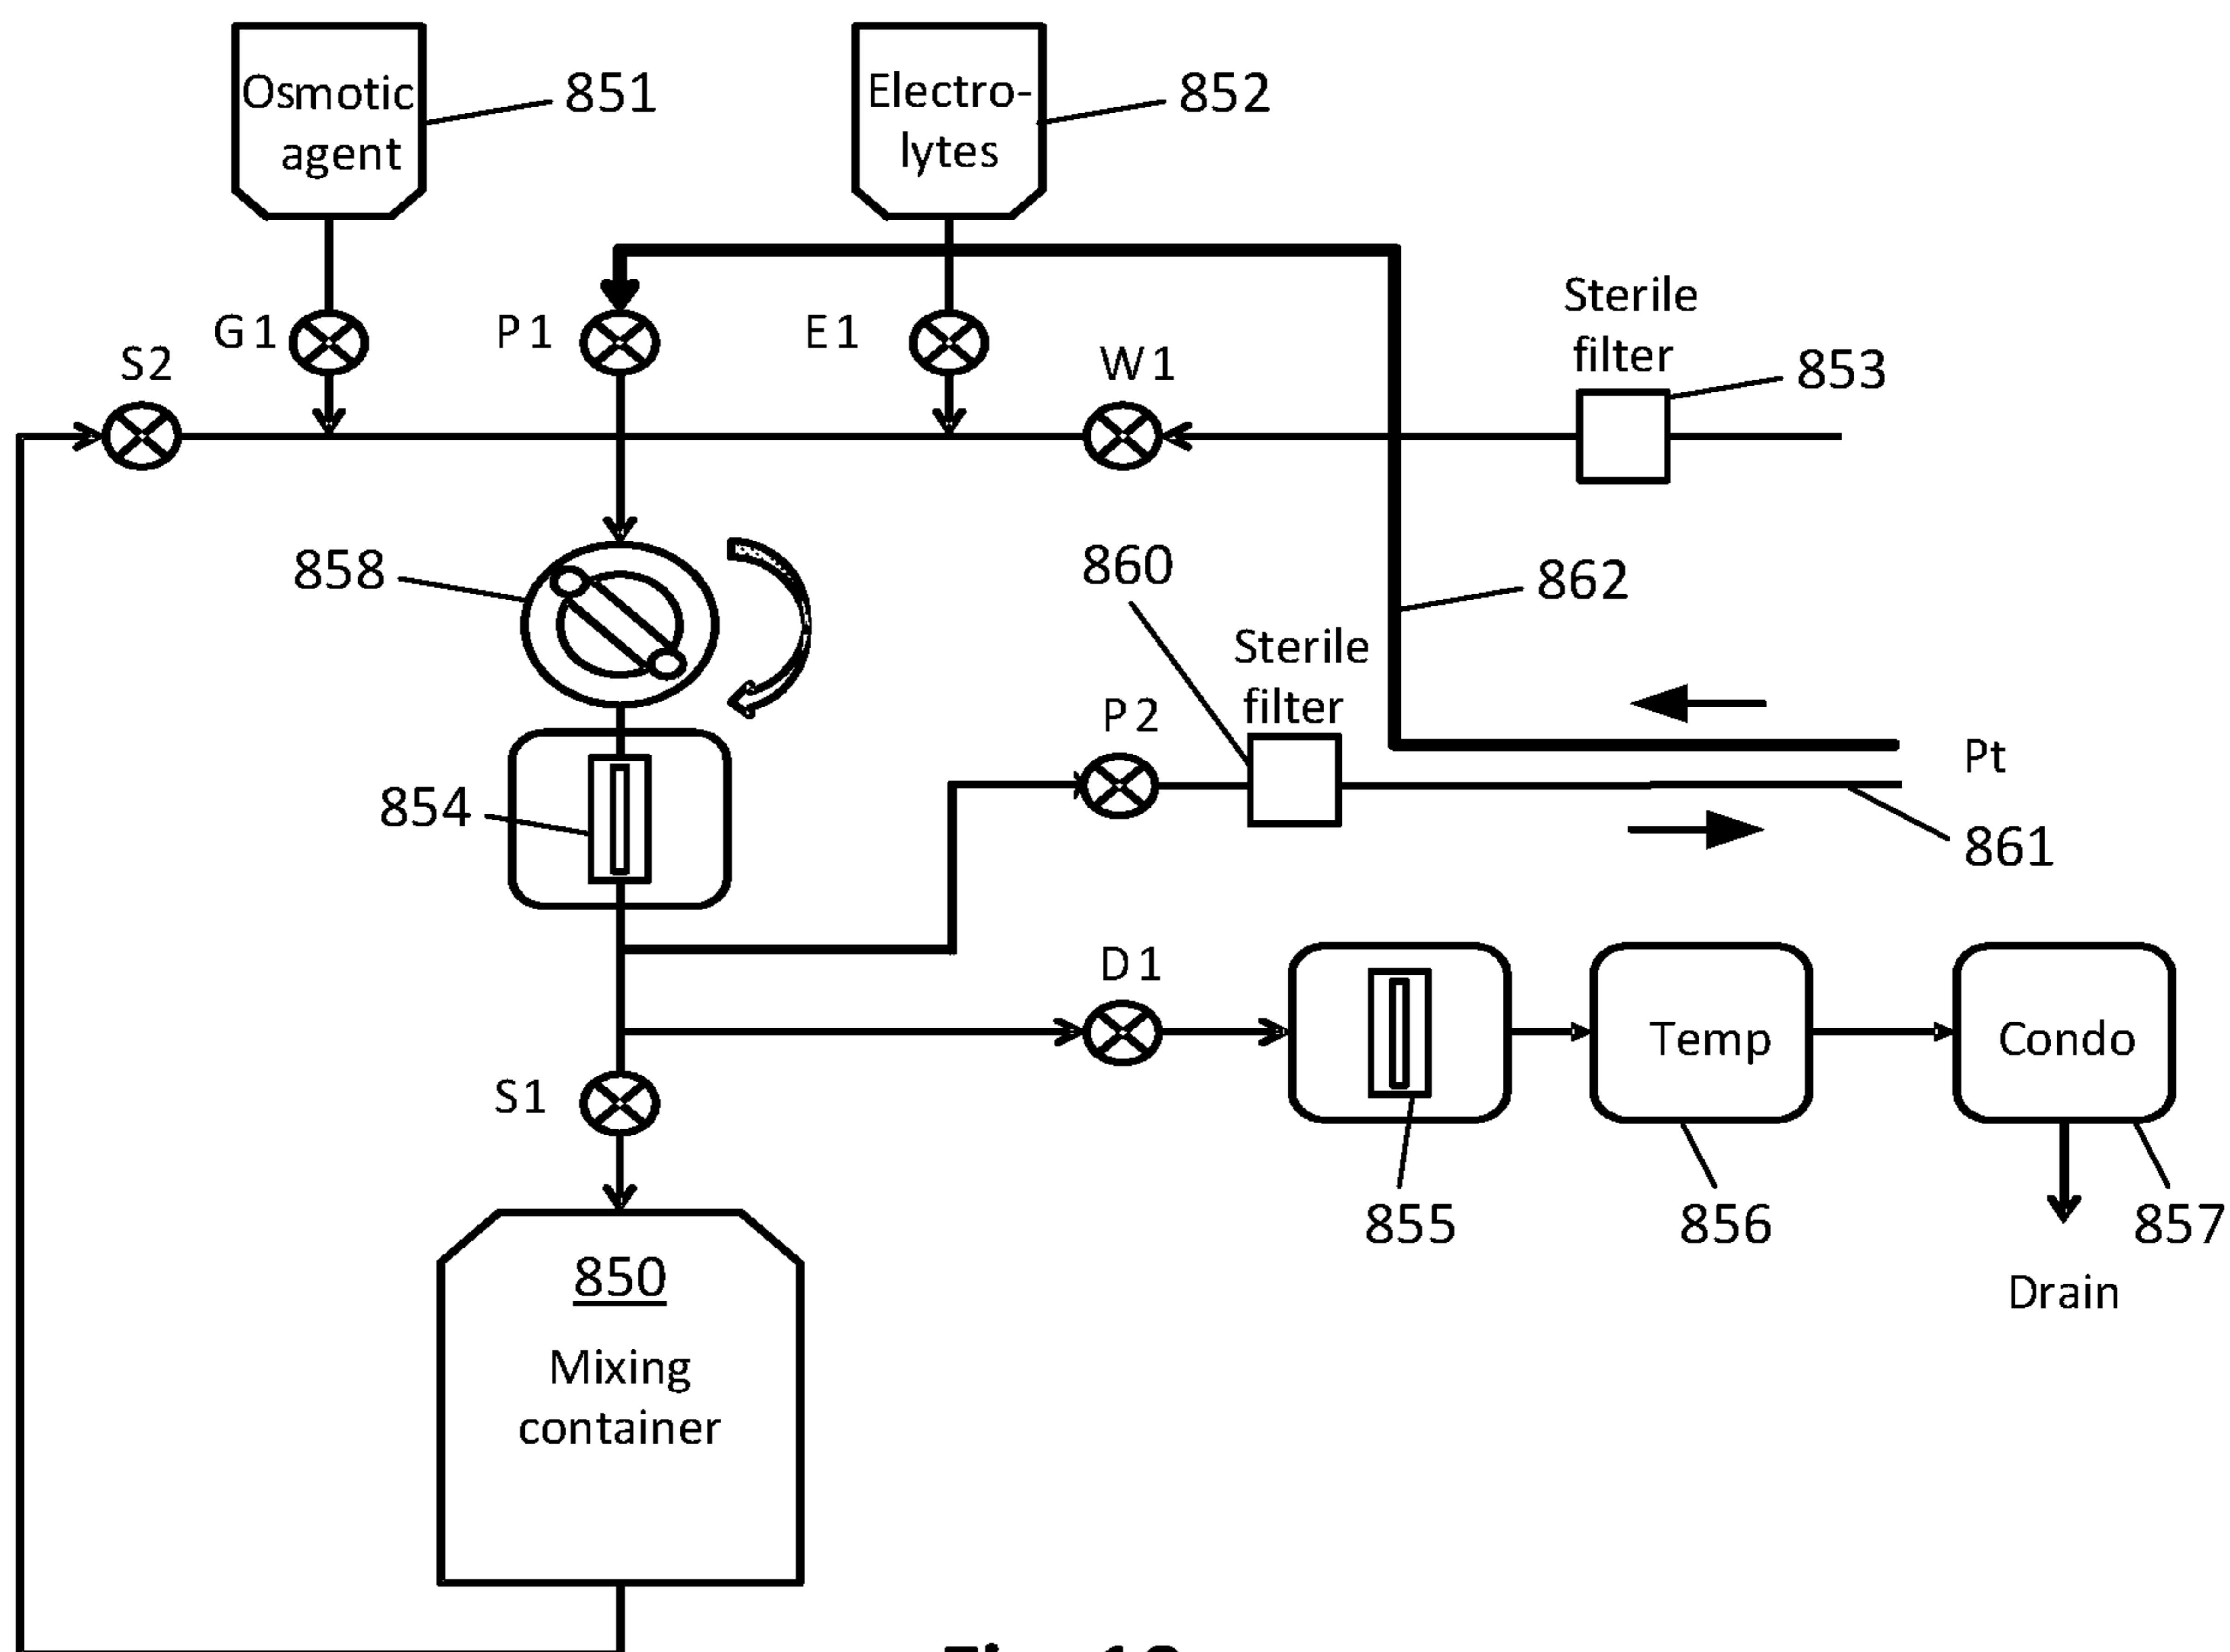 Osmotic
agent
851
Electro-
lytes
852
Sterile
filter
853
G1
P1
E1
S2
W1
858
860
862
Sterile
filter
P2
Pt
854
861
D1
Temp
Condo
S1
855
856
857
850
Drain
Mixing
container